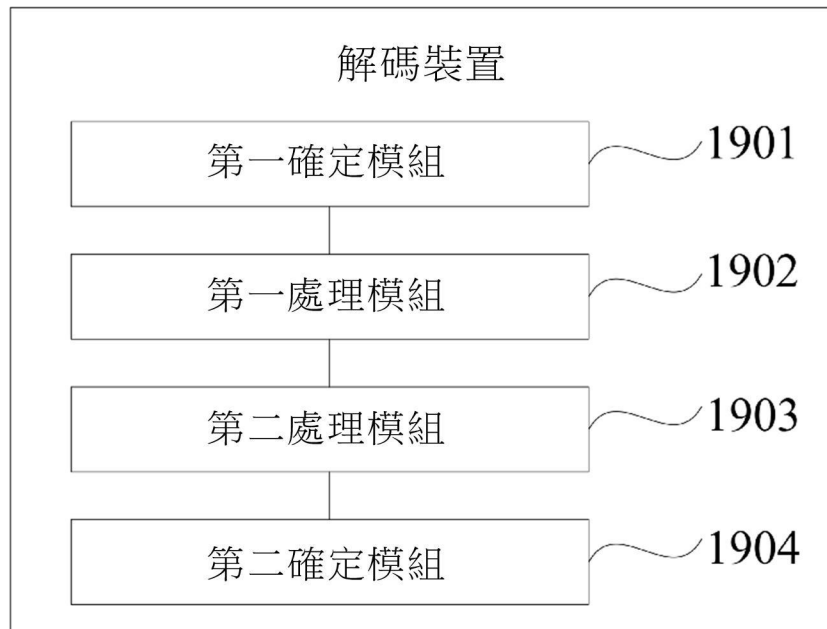 解碼裝置
第一確定模組
1901
第一處理模組
1902
第二處理模組
1903
第二確定模組
1904